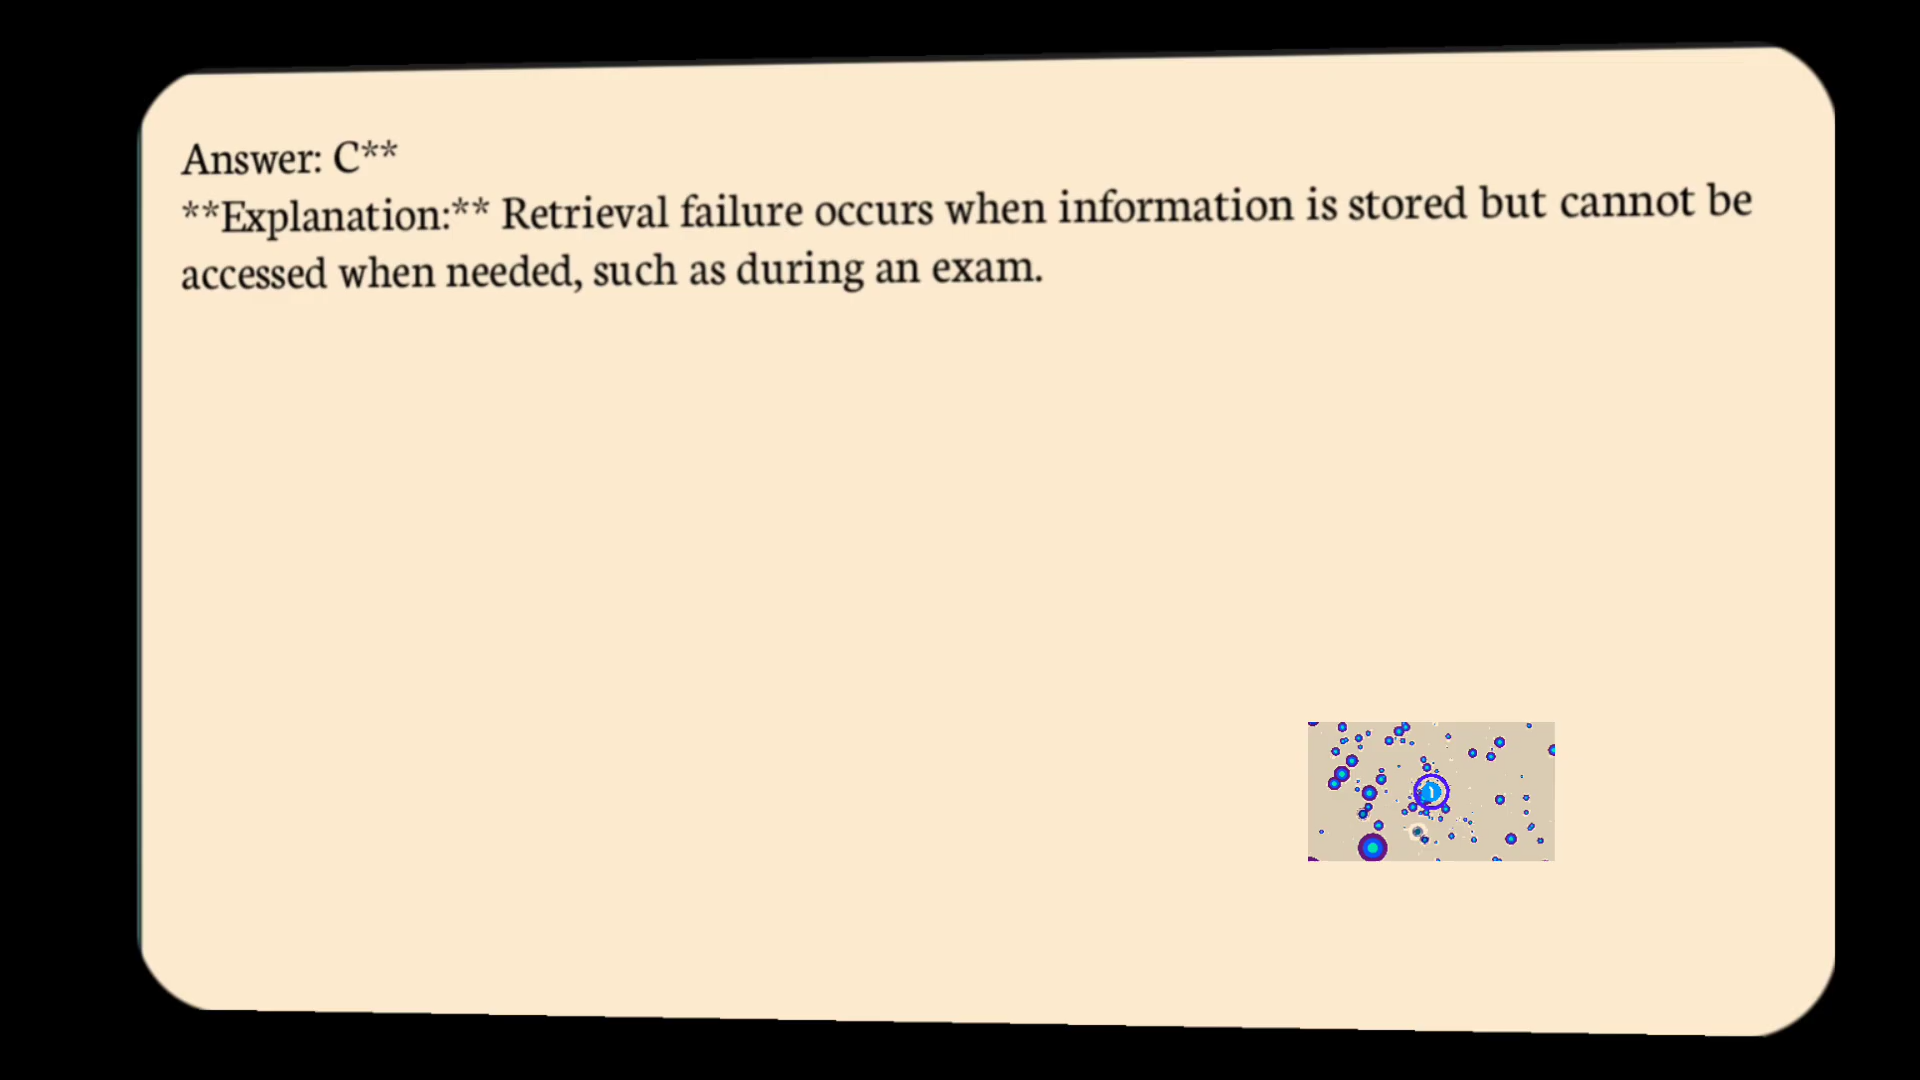 Answer: C**
**Explanation:** Retrieval failure occurs when information is stored but cannot be
accessed when needed, such as during an exam.